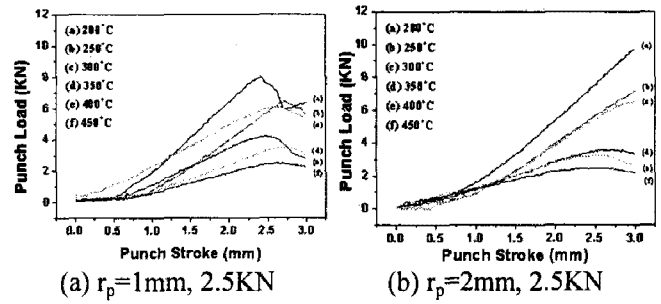 12
10
8
6
4
2
0
Punch Load (KN)
(a) 200°C
(b) 250°C
(c) 300°C
(d) 350°C
(e) 400°C
(f) 450°C
(b)
(d)
(e)
(f)
0.0 0.5 1.0 1.5 2.0 2.5 3.0
Punch Stroke (mm)
(a) rp=1mm, 2.5KN
12
10
8
6
4
2
0
Punch Load (KN)
(a) 200°C
(b) 250°C
(c) 300°C
(d) 350°C
(e) 400°C
(f) 450°C
(a)
(b)
(c)
(d)
(e)
(f)
0.0 0.5 1.0 1.5 2.0 2.5 3.0
Punch Stroke (mm)
(b) rp=2mm, 2.5KN